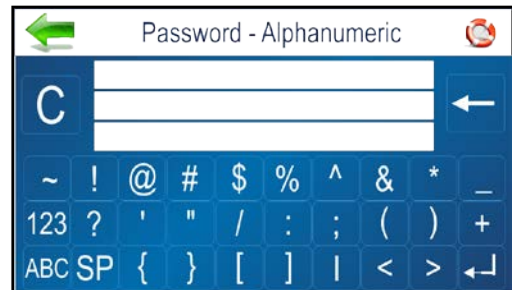 Password - Alphanumeric
C
~ ! @ # $ % ^ & * _
123 ? ' " / : ; ( ) +
ABC SP { } [ ] | < >